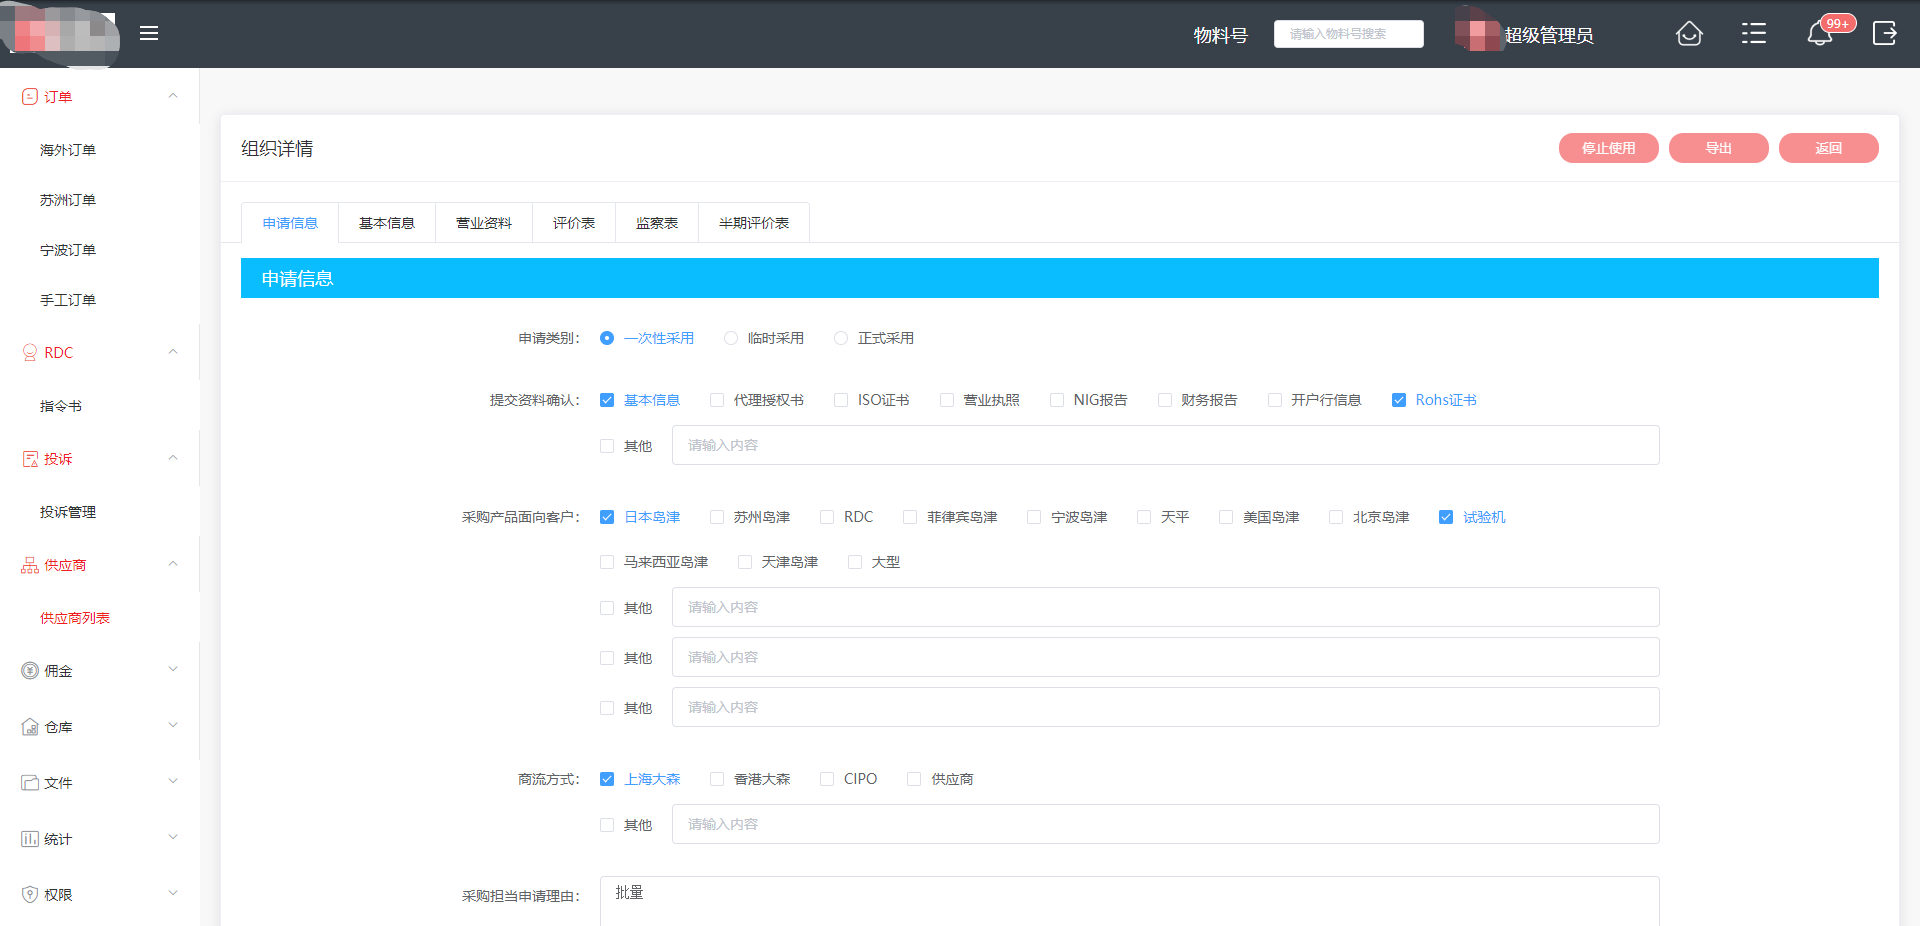 物料号 请输入物料号搜索 超级管理员 99+
订单
海外订单
苏洲订单
宁波订单
手工订单
RDC
指令书
投诉
投诉管理
供应商
供应商列表
佣金
仓库
文件
统计
权限
组织详情 停止使用 导出 返回
申请信息 基本信息 营业资料 评价表 监察表 半期评价表
申请信息
申请类别： 一次性采用 临时采用 正式采用
提交资料确认： 基本信息 代理授权书 ISO证书 营业执照 NIG报告 财务报告 开户行信息 Rohs证书
其他 请输入内容
采购产品面向客户： 日本岛津 苏州岛津 RDC 菲律宾岛津 宁波岛津 天平 美国岛津 北京岛津 试验机
马来西亚岛津 天津岛津 大型
其他 请输入内容
其他 请输入内容
其他 请输入内容
商流方式： 上海大森 香港大森 CIPO 供应商
其他 请输入内容
采购担当申请理由： 批量